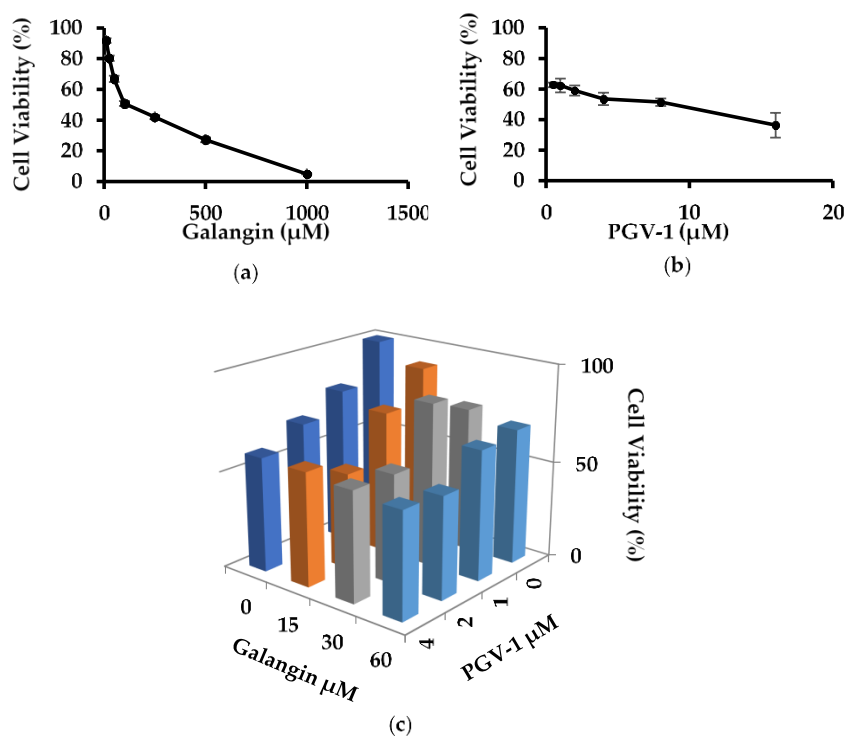 Cell Viability (%)
100
80
60
40
20
0
0 500 1000 1500
Galangin (μM)
(a)
Cell Viability (%)
100
80
60
40
20
0
0 10 20
PGV-1 (μM)
(b)
100
50
0
Cell Viability (%)
0
15
30
60
Galangin μM
4
2
1
0
PGV-1 μM
(c)